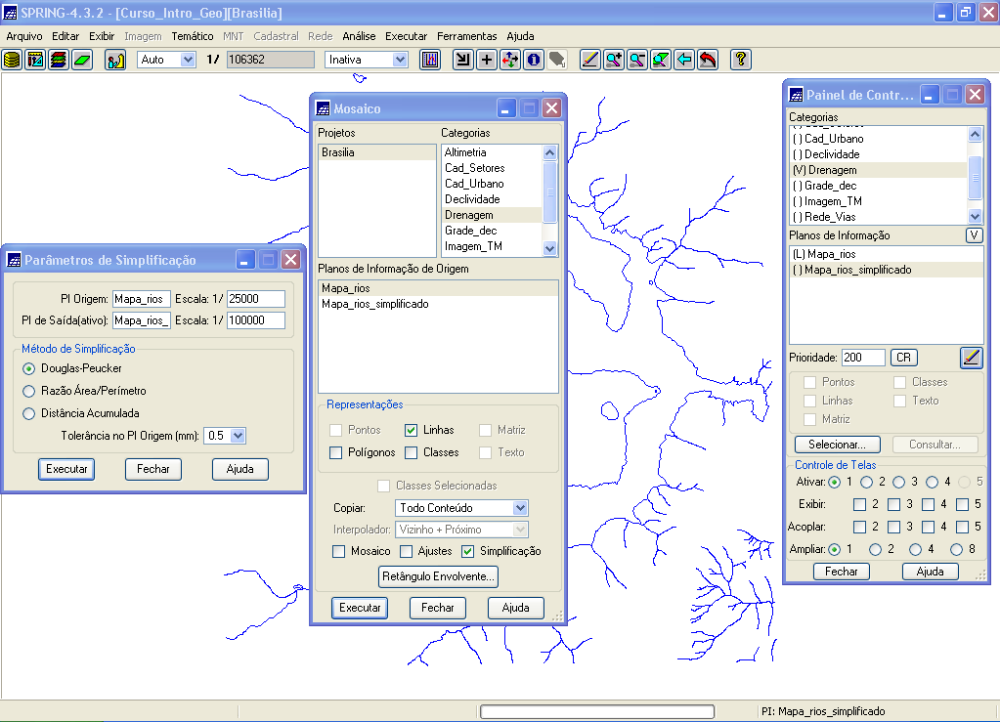 SPRING-4.3.2 - [Curso_Intro_Geo][Brasilia]
Arquivo Editar Exibir Imagem Temático MNT Cadastral Rede Análise Executar Ferramentas Ajuda
Auto 1/ 106362 Inativa
Parâmetros de Simplificação
PI Origem: Mapa_rios Escala: 1/ 25000
PI de Saída(ativo): Mapa_rios_ Escala: 1/ 100000
Método de Simplificação
Douglas-Peucker
Razão Área/Perímetro
Distância Acumulada
Tolerância no PI Origem (mm): 0.5
Executar Fechar Ajuda
Mosaico
Projetos Categorias
Brasilia
Altimetria
Cad_Setores
Cad_Urbano
Declividade
Drenagem
Grade_dec
Imagem_TM
Planos de Informação de Origem
Mapa_rios
Mapa_rios_simplificado
Representações
Pontos Linhas Matriz
Polígonos Classes Texto
Classes Selecionadas
Copiar: Todo Conteúdo
Interpolador: Vizinho + Próximo
Mosaico Ajustes Simplificação
Retângulo Envolvente...
Executar Fechar Ajuda
Painel de Contr...
Categorias
( ) Cad_Urbano
( ) Declividade
(V) Drenagem
( ) Grade_dec
( ) Imagem_TM
( ) Rede_Vias
Planos de Informação V
(L) Mapa_rios
( ) Mapa_rios_simplificado
Prioridade: 200 CR
Pontos Classes
Linhas Texto
Matriz
Selecionar... Consultar...
Controle de Telas
Ativar: 1 2 3 4 5
Exibir: 2 3 4 5
Acoplar: 2 3 4 5
Ampliar: 1 2 4 8
Fechar Ajuda
PI: Mapa_rios_simplificado